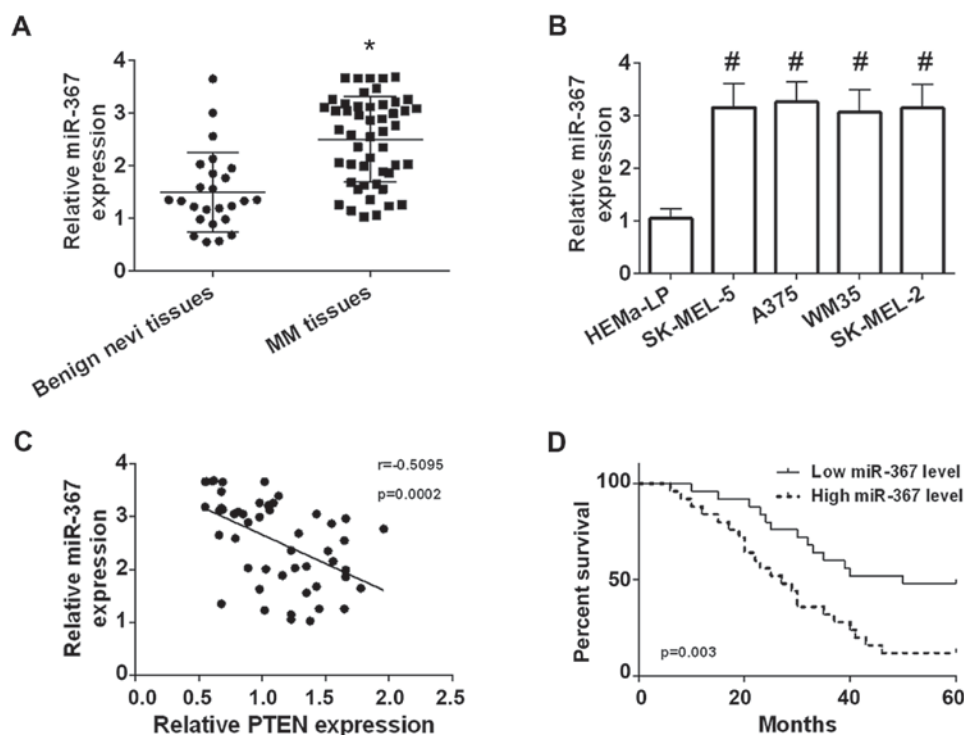 A
Relative miR-367
expression
4
3
2
1
0
*
Benign nevi tissues
MM tissues
B
Relative miR-367
expression
4
3
2
1
0
# # # #
HEMa-LP
SK-MEL-5
A375
WM35
SK-MEL-2
C
Relative miR-367
expression
4
3
2
1
0
r=-0.5095
p=0.0002
0.0 0.5 1.0 1.5 2.0 2.5
Relative PTEN expression
D
Percent survival
100
50
0
Low miR-367 level
High miR-367 level
p=0.003
0 20 40 60
Months